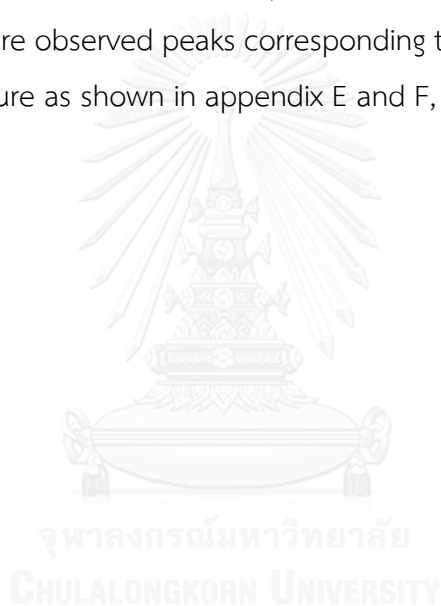 re observed peaks corresponding t
ure as shown in appendix E and F,
จุฬาลงกรณ์มหาวิทยาลัย
CHULALONGKORN UNIVERSITY